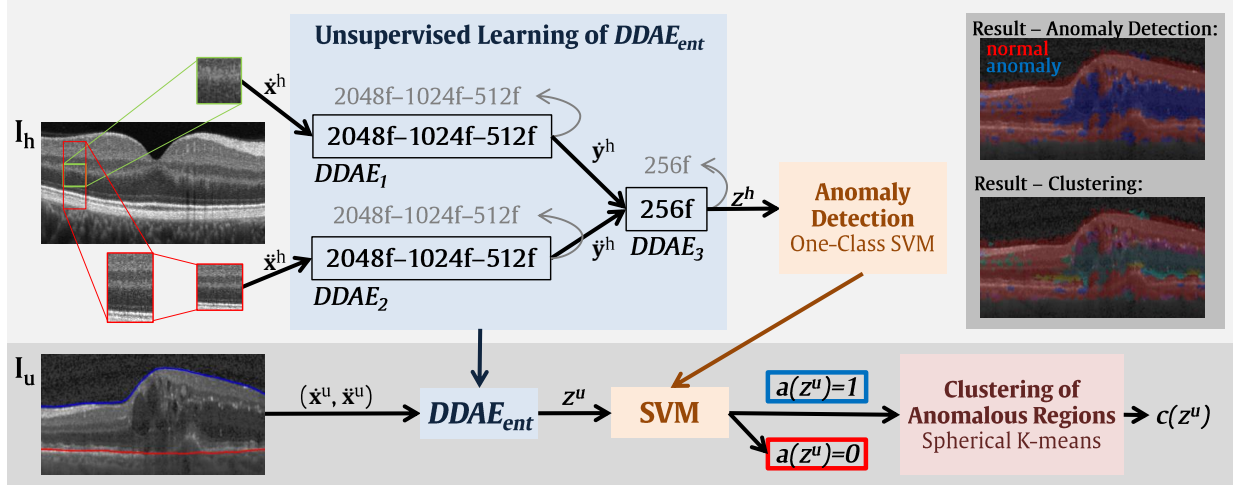 Unsupervised Learning of DDAE_ent
I_h
ẋ^h
2048f–1024f–512f
2048f–1024f–512f
DDAE_1
ẏ^h
2048f–1024f–512f
ẍ^h
2048f–1024f–512f
DDAE_2
ÿ^h
256f
256f
DDAE_3
z^h
Anomaly
Detection
One-Class SVM
Result – Anomaly Detection:
normal
anomaly
Result – Clustering:
I_u
(ẋ^u, ẍ^u)
DDAE_ent
z^u
SVM
a(z^u)=1
a(z^u)=0
Clustering of
Anomalous Regions
Spherical K-means
c(z^u)